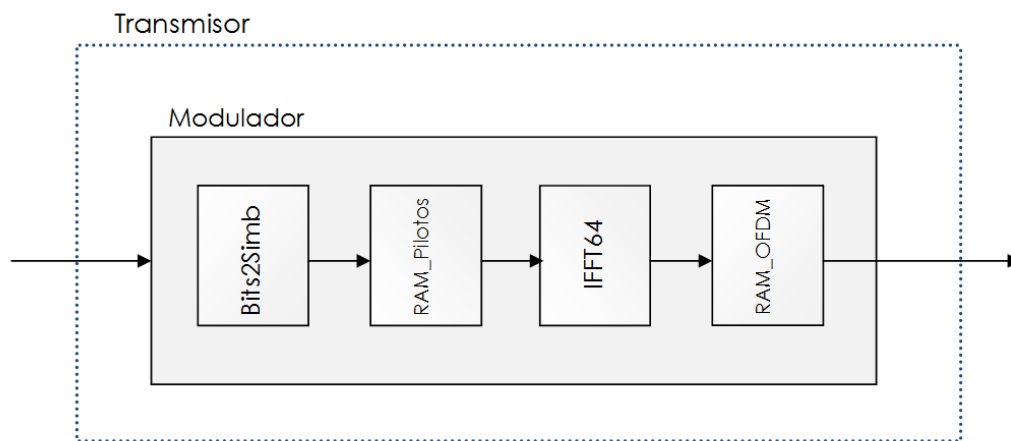 Transmisor
Modulador
Bits2Simb
RAM_Pilotos
IFFT64
RAM_OFDM